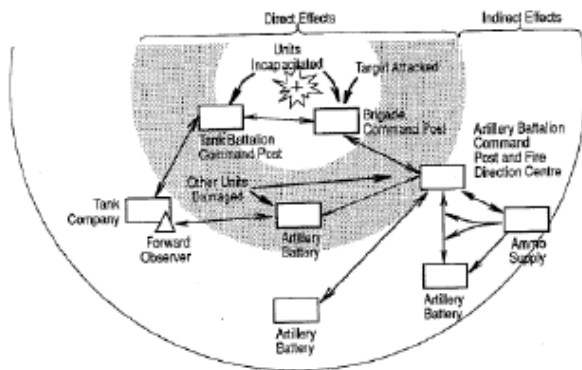 Direct Effects
Indirect Effects
Units
Incapacitated
Target Attacked
Tank Battalion
Command Post
Brigade
Command Post
Artillery Battalion
Command
Post and Fire
Direction Centre
Other Units
Damaged
Tank
Company
Forward
Observer
Artillery
Battery
Ammo
Supply
Artillery
Battery
Artillery
Battery